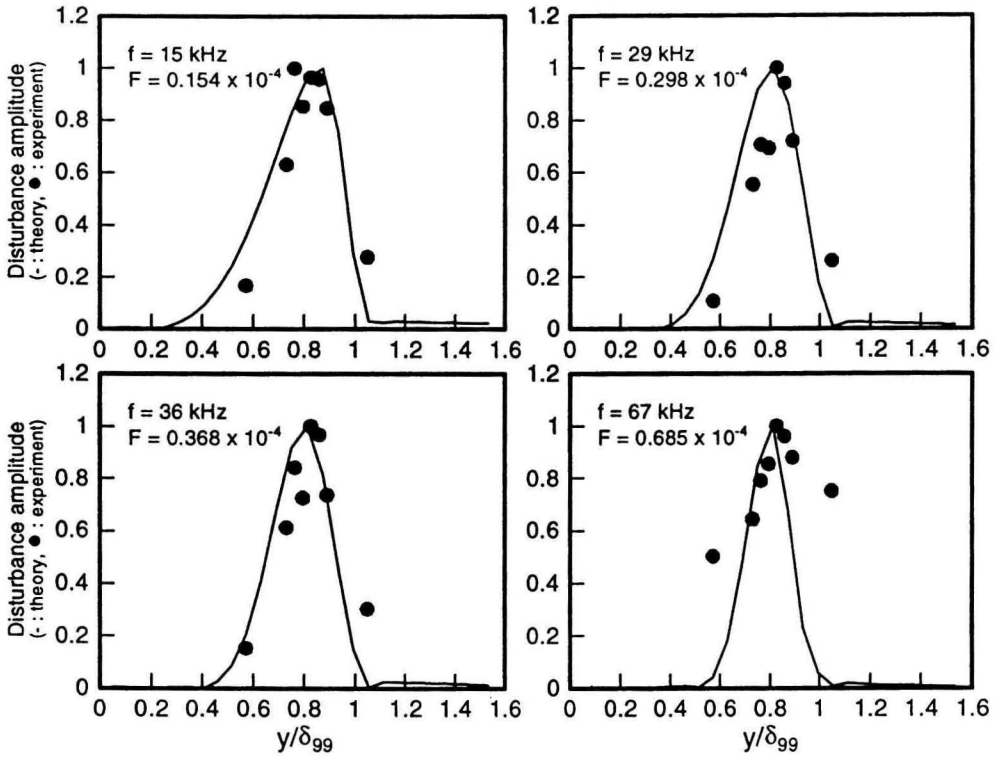 Disturbance amplitude
(- : theory, ● : experiment)
1.2
1
0.8
0.6
0.4
0.2
0
f = 15 kHz
F = 0.154 x 10-4
0 0.2 0.4 0.6 0.8 1 1.2 1.4 1.6
1.2
1
0.8
0.6
0.4
0.2
0
f = 29 kHz
F = 0.298 x 10-4
0 0.2 0.4 0.6 0.8 1 1.2 1.4 1.6
Disturbance amplitude
(- : theory, ● : experiment)
1.2
1
0.8
0.6
0.4
0.2
0
f = 36 kHz
F = 0.368 x 10-4
0 0.2 0.4 0.6 0.8 1 1.2 1.4 1.6
y/δ99
1.2
1
0.8
0.6
0.4
0.2
0
f = 67 kHz
F = 0.685 x 10-4
0 0.2 0.4 0.6 0.8 1 1.2 1.4 1.6
y/δ99